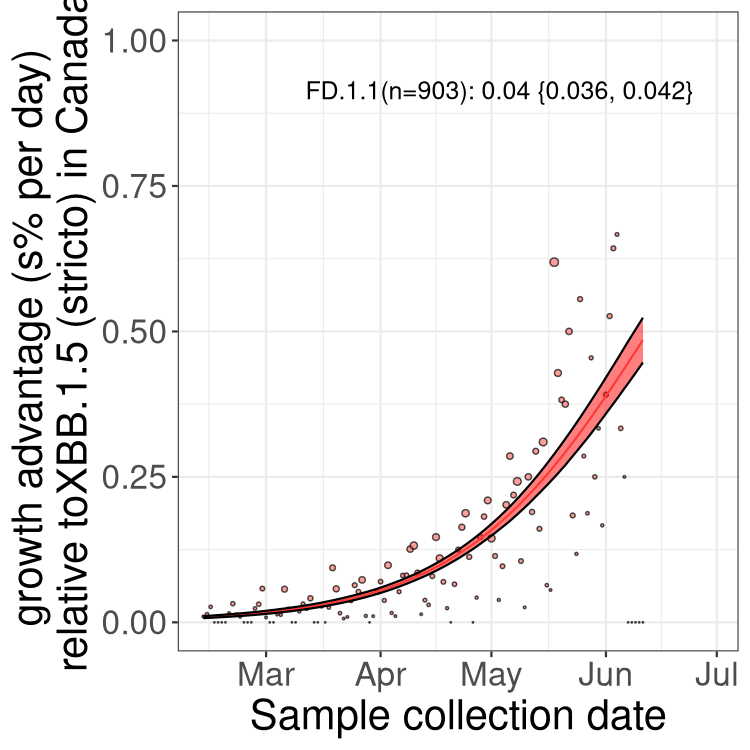 growth advantage (s% per day)
relative toXBB.1.5 (stricto) in Canada
1.00
0.75
0.50
0.25
0.00
FD.1.1(n=903): 0.04 {0.036, 0.042}
Mar Apr May Jun Jul
Sample collection date